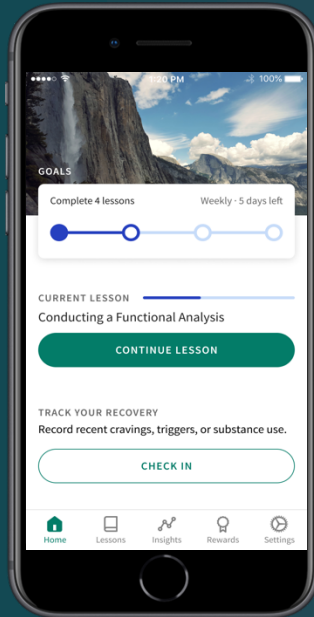 1:20 PM 100%
GOALS
Complete 4 lessons Weekly · 5 days left
CURRENT LESSON
Conducting a Functional Analysis
CONTINUE LESSON
TRACK YOUR RECOVERY
Record recent cravings, triggers, or substance use.
CHECK IN
Home Lessons Insights Rewards Settings